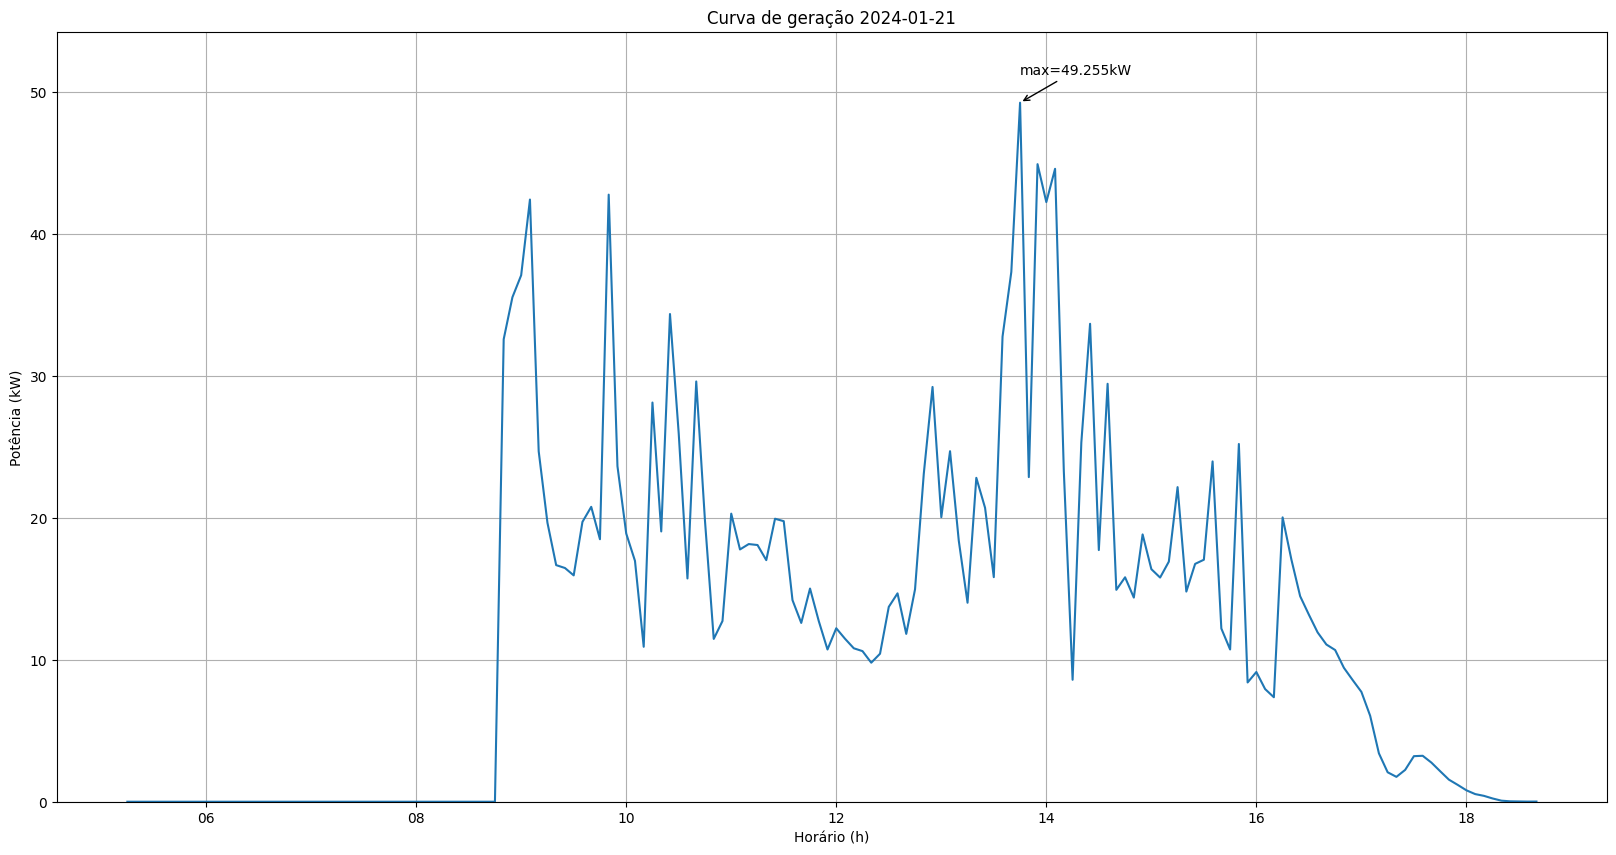 Curva de geração 2024-01-21
max=49.255kW
50
40
30
20
10
0
Potência (kW)
06 08 10 12 14 16 18
Horário (h)